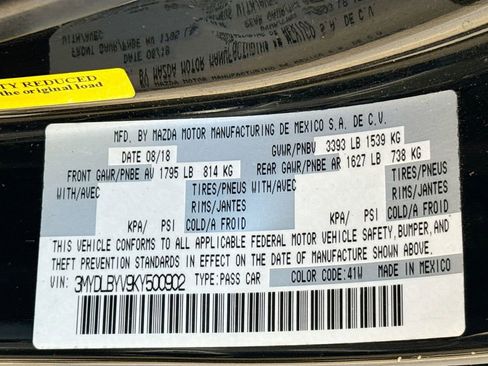 TY REDUCED
the original load
MFD. BY MAZDA MOTOR MANUFACTURING DE MEXICO S.A. DE C.V.
DATE 08/18 GVWR/PNBV 3393 LB 1539 KG
FRONT GAWR/PNBE AV 1795 LB 814 KG REAR GAWR/PNBE AR 1627 LB 738 KG
WITH/AVEC TIRES/PNEUS WITH/AVEC TIRES/PNEUS
RIMS/JANTES RIMS/JANTES
KPA/ PSI COLD/A FROID KPA/ PSI COLD/A FROID
THIS VEHICLE CONFORMS TO ALL APPLICABLE FEDERAL MOTOR VEHICLE SAFETY, BUMPER, AND
THEFT PREVENTION STANDARDS IN EFFECT ON THE DATE OF MANUFACTURE SHOWN ABOVE.
VIN: 3MYDLBYV9KY500902 TYPE: PASS CAR COLOR CODE: 41W MADE IN MEXICO